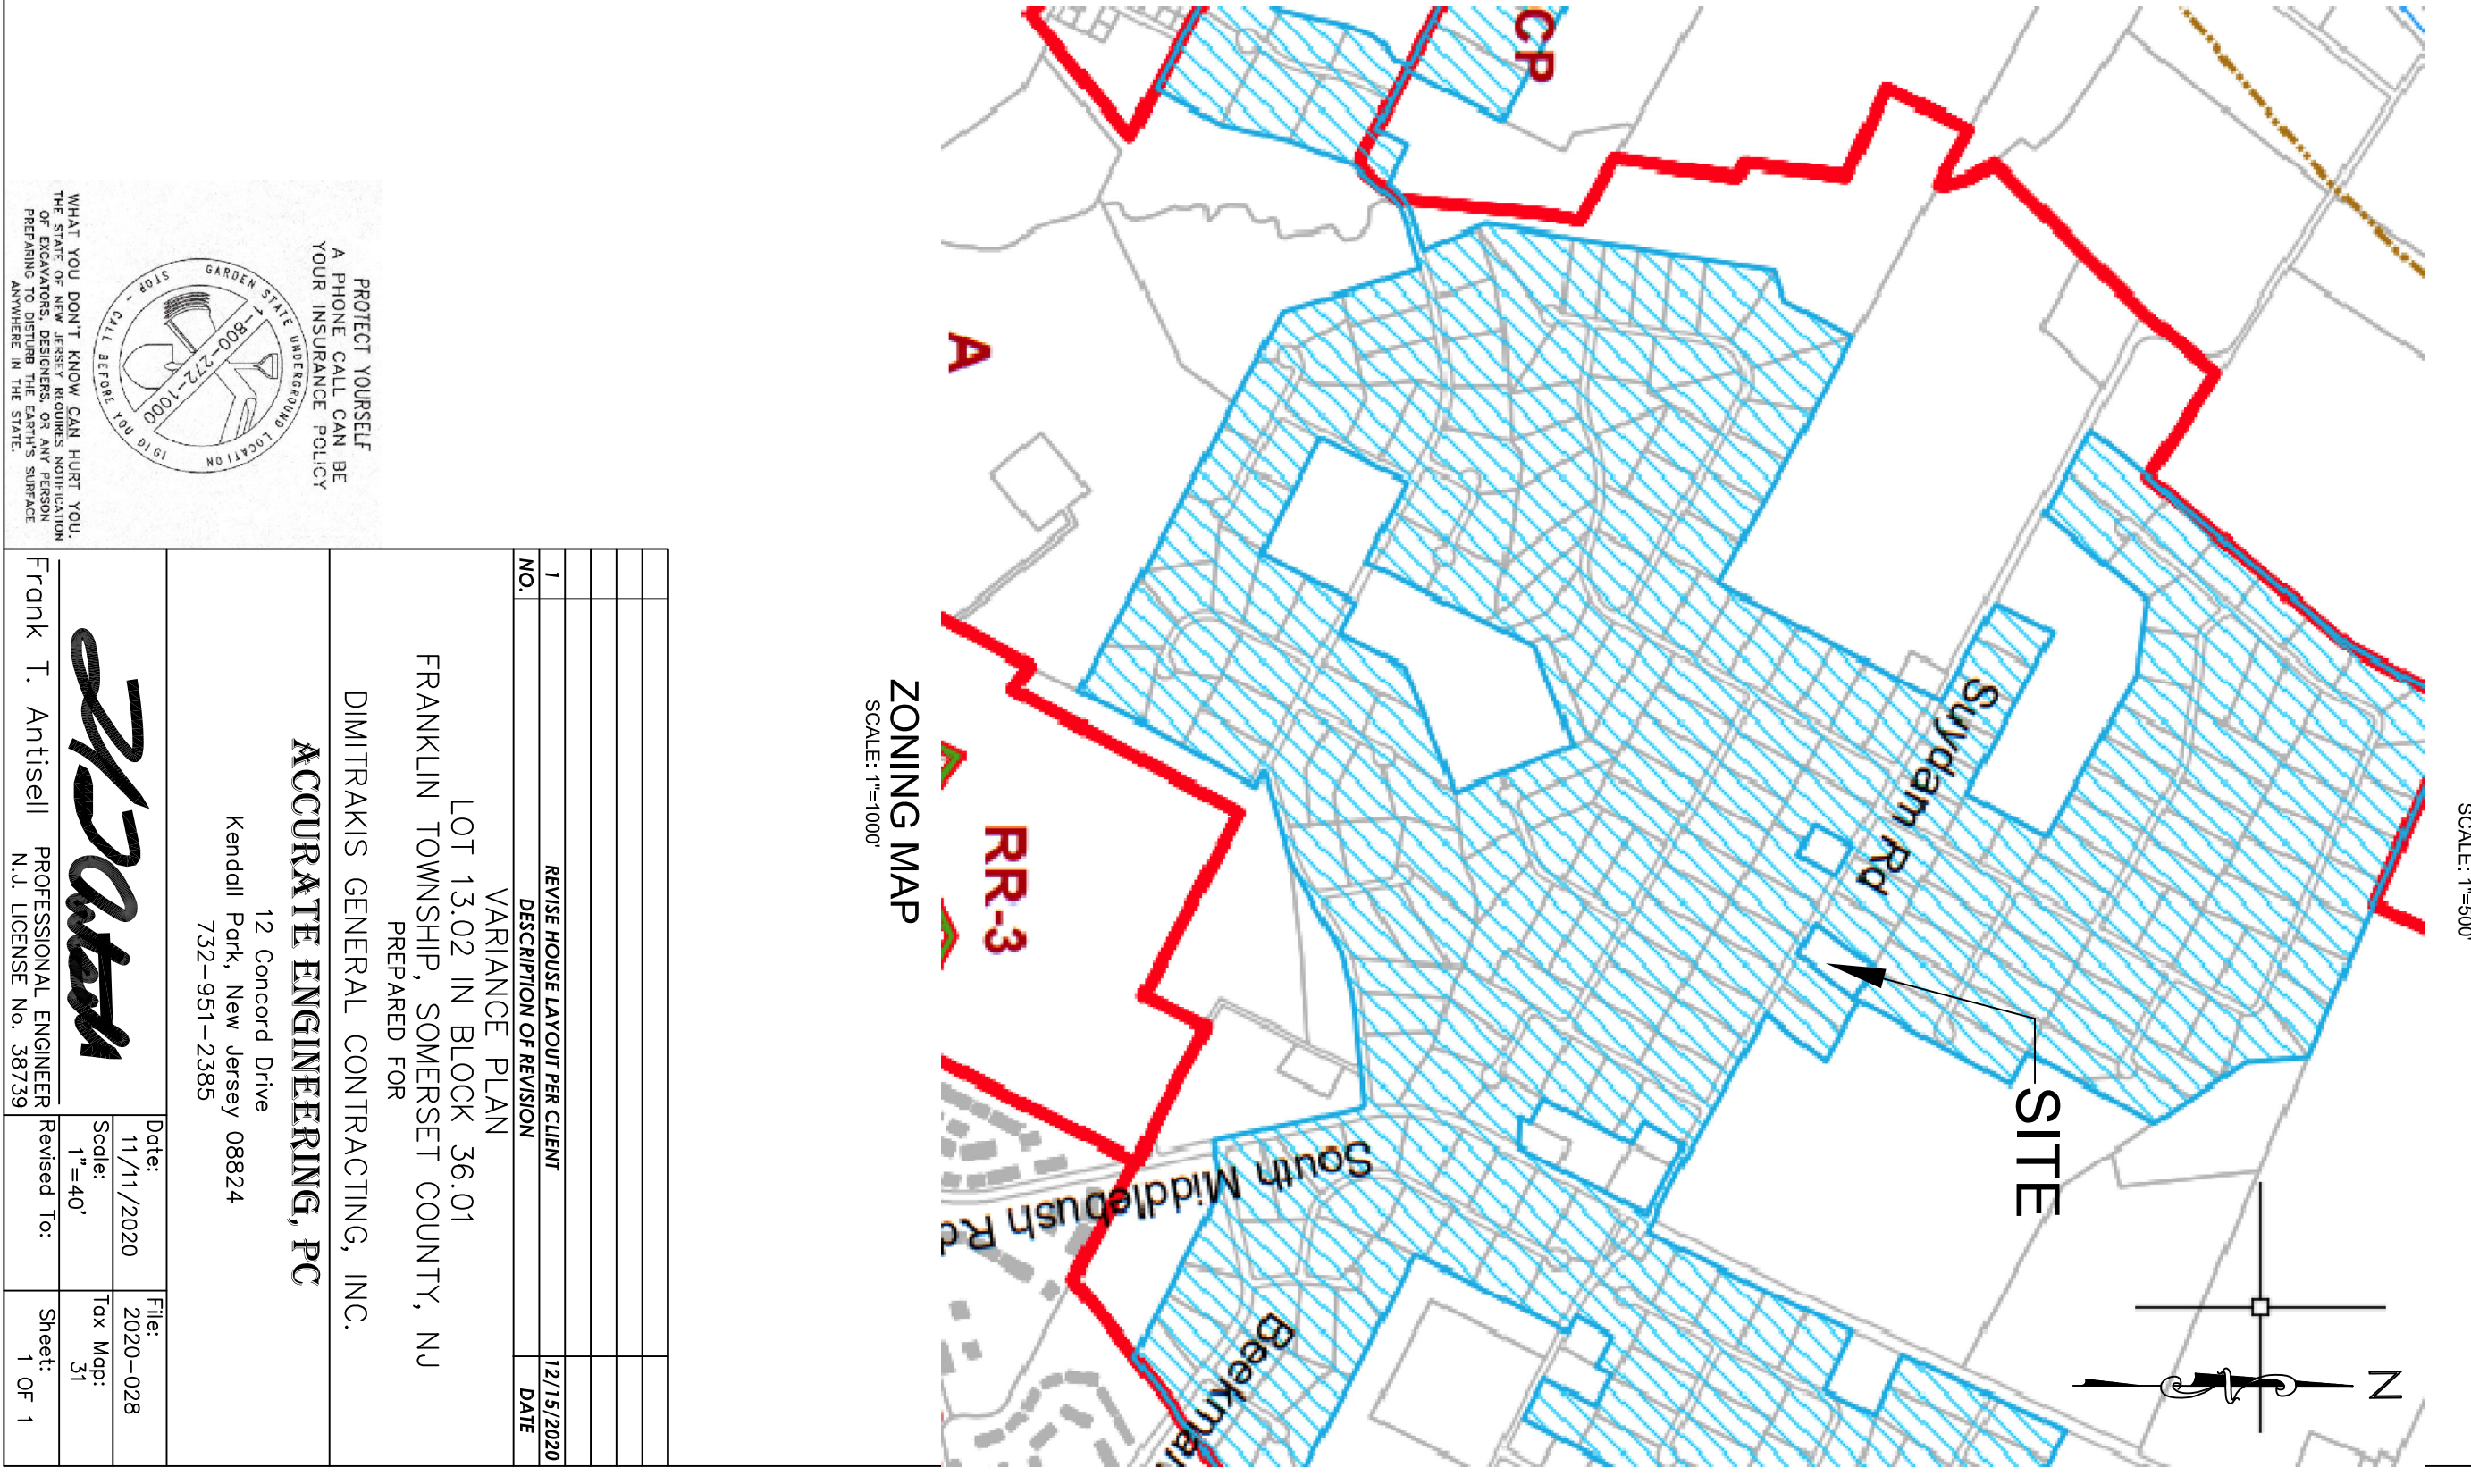 SCALE: 1"=500'
SITE
N
CP
A
Suydam Rd
RR-3
South Middlebush Rd
ZONING MAP
SCALE: 1"=1000'
1
REVISE HOUSE LAYOUT PER CLIENT
12/15/2020
NO.
DESCRIPTION OF REVISION
DATE
VARIANCE PLAN
LOT 13.02 IN BLOCK 36.01
FRANKLIN TOWNSHIP, SOMERSET COUNTY, NJ
PREPARED FOR
DIMITRAKIS GENERAL CONTRACTING, INC.
ACCURATE ENGINEERING, PC
12 Concord Drive
Kendall Park, New Jersey 08824
732-951-2385
Frank T. Antisell
PROFESSIONAL ENGINEER
N.J. LICENSE No. 38739
Date:
11/11/2020
File:
2020-028
Scale:
1"=40'
Tax Map:
31
Revised To:
Sheet:
1 OF 1
PROTECT YOURSELF
A PHONE CALL CAN BE
YOUR INSURANCE POLICY
GARDEN STATE UNDERGROUND LOCATION
1-800-272-1000
STOP - CALL BEFORE YOU DIG!
WHAT YOU DON'T KNOW CAN HURT YOU.
THE STATE OF NEW JERSEY REQUIRES NOTIFICATION
OF EXCAVATORS, DESIGNERS, OR ANY PERSON
PREPARING TO DISTURB THE EARTH'S SURFACE
ANYWHERE IN THE STATE.